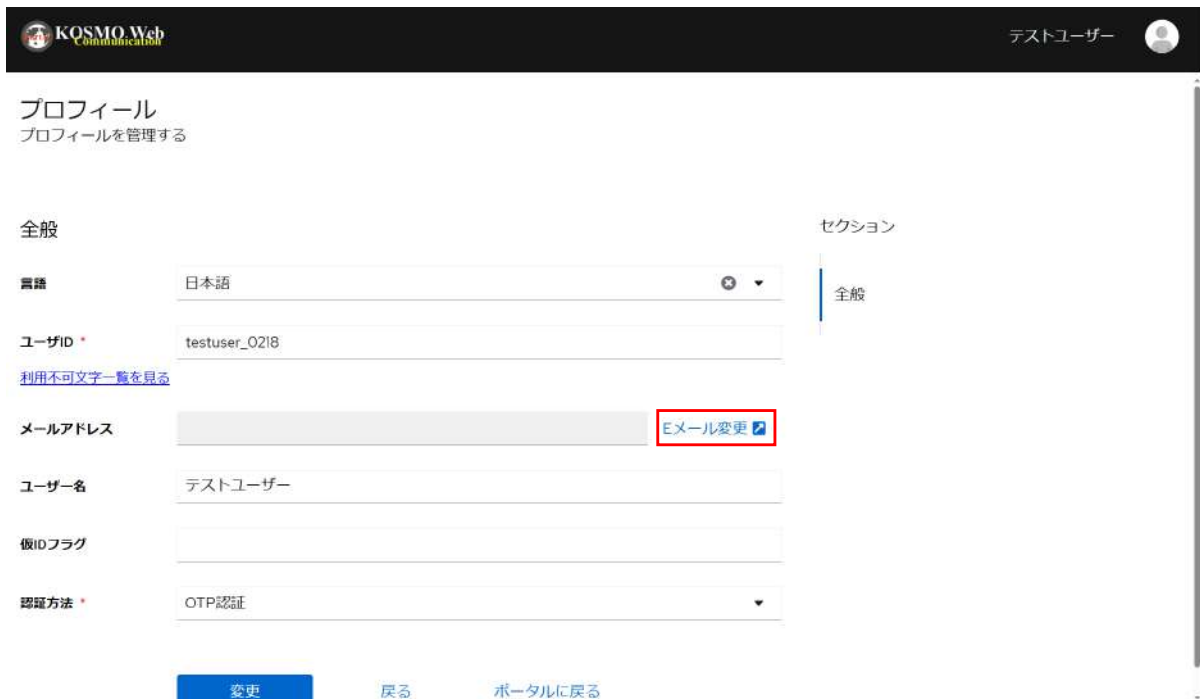 KOSMO Web
Communication
テストユーザー
プロフィール
プロフィールを管理する
全般
言語 日本語
ユーザID * testuser_0218
利用不可文字一覧を見る
メールアドレス Eメール変更
ユーザー名 テストユーザー
仮IDフラグ
認証方法 * OTP認証
変更 戻る ポータルに戻る
セクション
全般